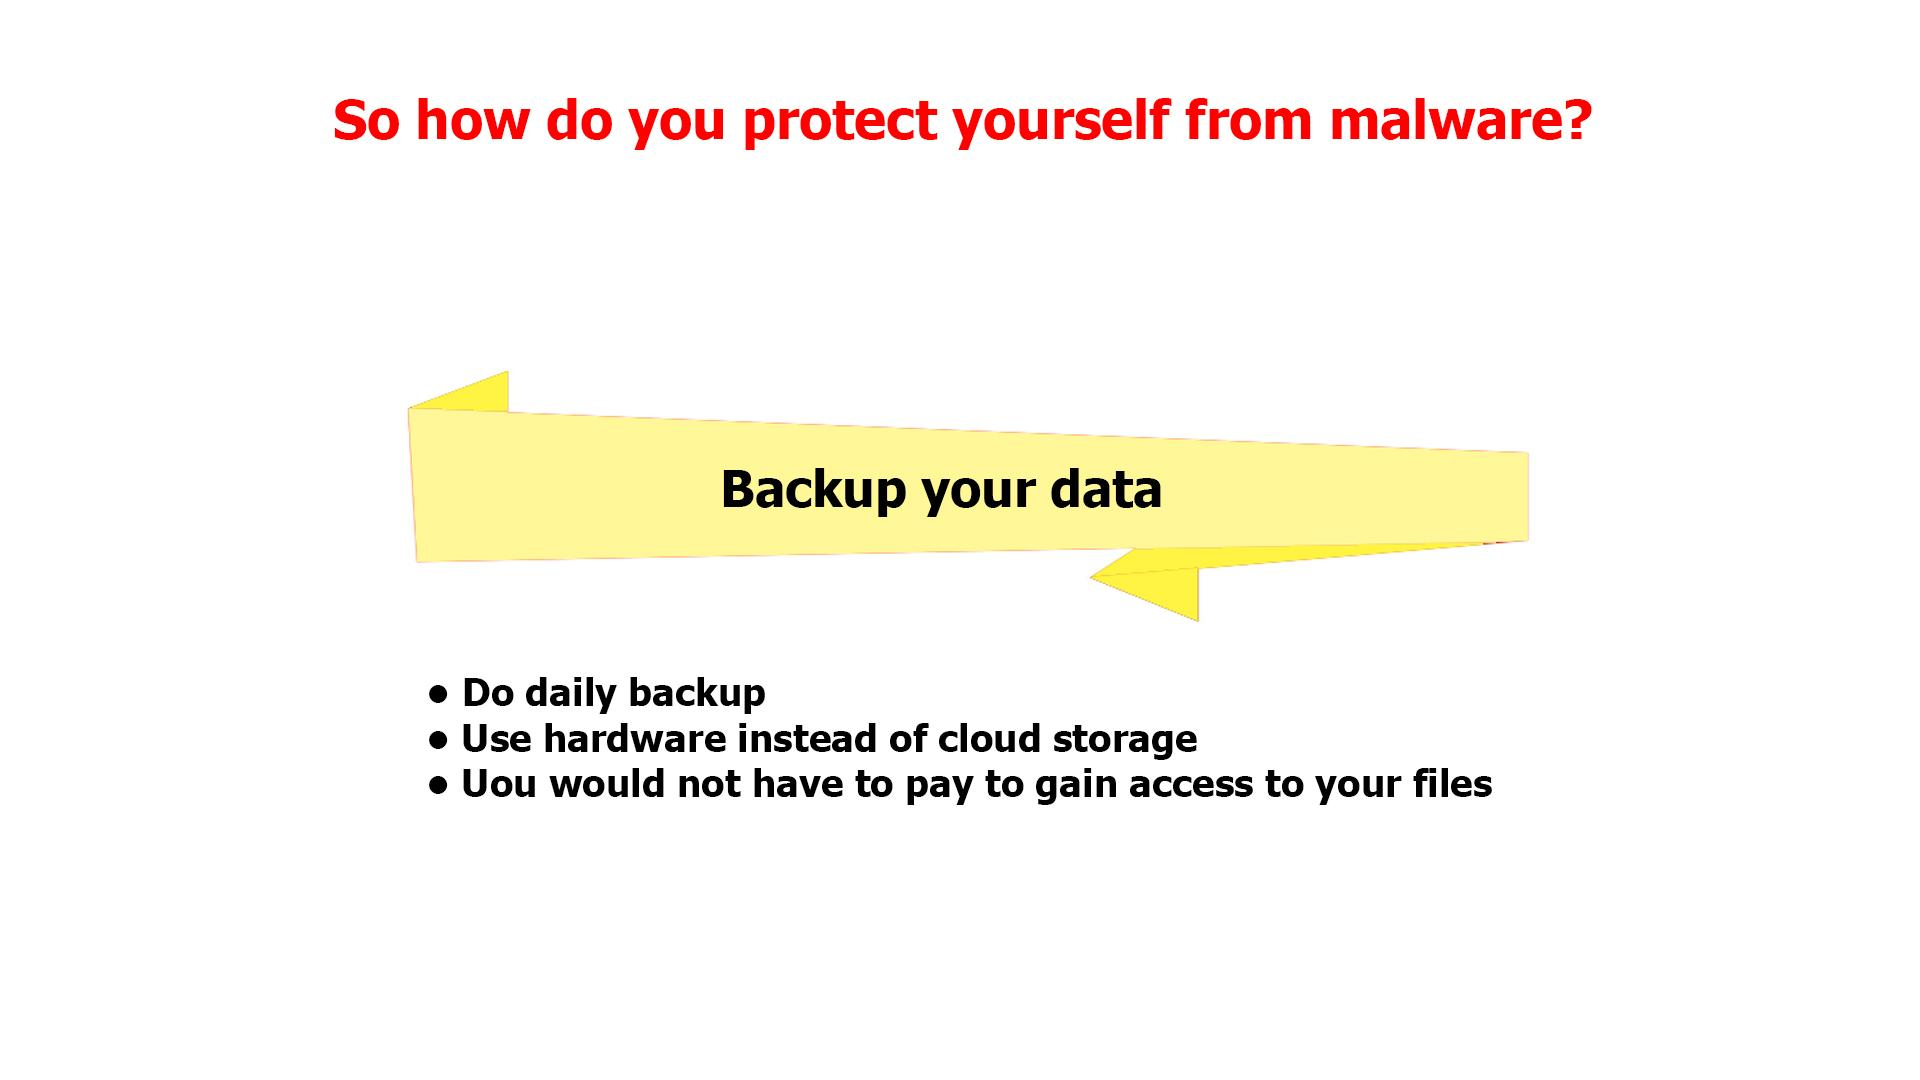 So how do you protect yourself from malware?
Backup your data
• Do daily backup
• Use hardware instead of cloud storage
• Uou would not have to pay to gain access to your files